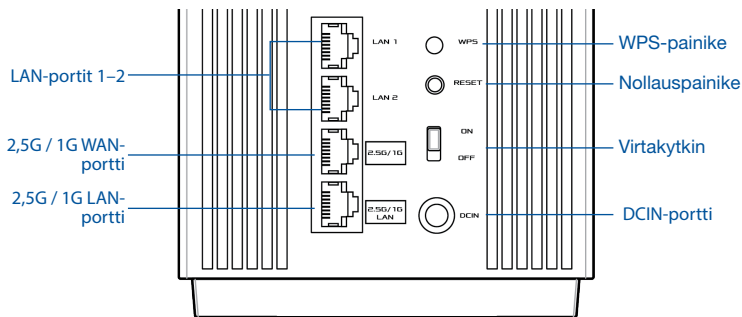 LAN-portit 1–2
2,5G / 1G WAN-
portti
2,5G / 1G LAN-
portti
LAN 1
LAN 2
2.5G/1G
2.5G/1G
LAN
WPS
RESET
ON
OFF
DCIN
WPS-painike
Nollauspainike
Virtakytkin
DCIN-portti